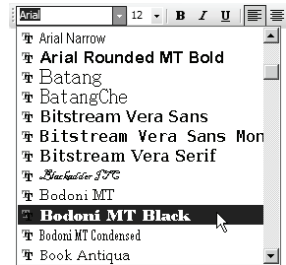 Arial 12 B I U
Arial Narrow
Arial Rounded MT Bold
Batang
BatangChe
Bitstream Vera Sans
Bitstream Vera Sans Mon
Bitstream Vera Serif
Blackadder ITC
Bodoni MT
Bodoni MT Black
Bodoni MT Condensed
Book Antiqua